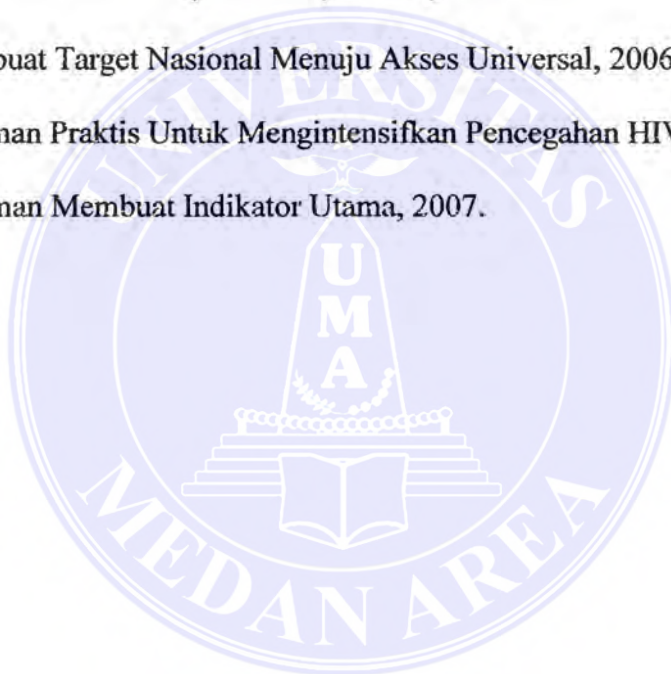 buat Target Nasional Menuju Akses Universal, 2006
man Praktis Untuk Mengintensifkan Pencegahan HIV
man Membuat Indikator Utama, 2007.
UNIVERSITAS
U
M
A
MEDAN AREA